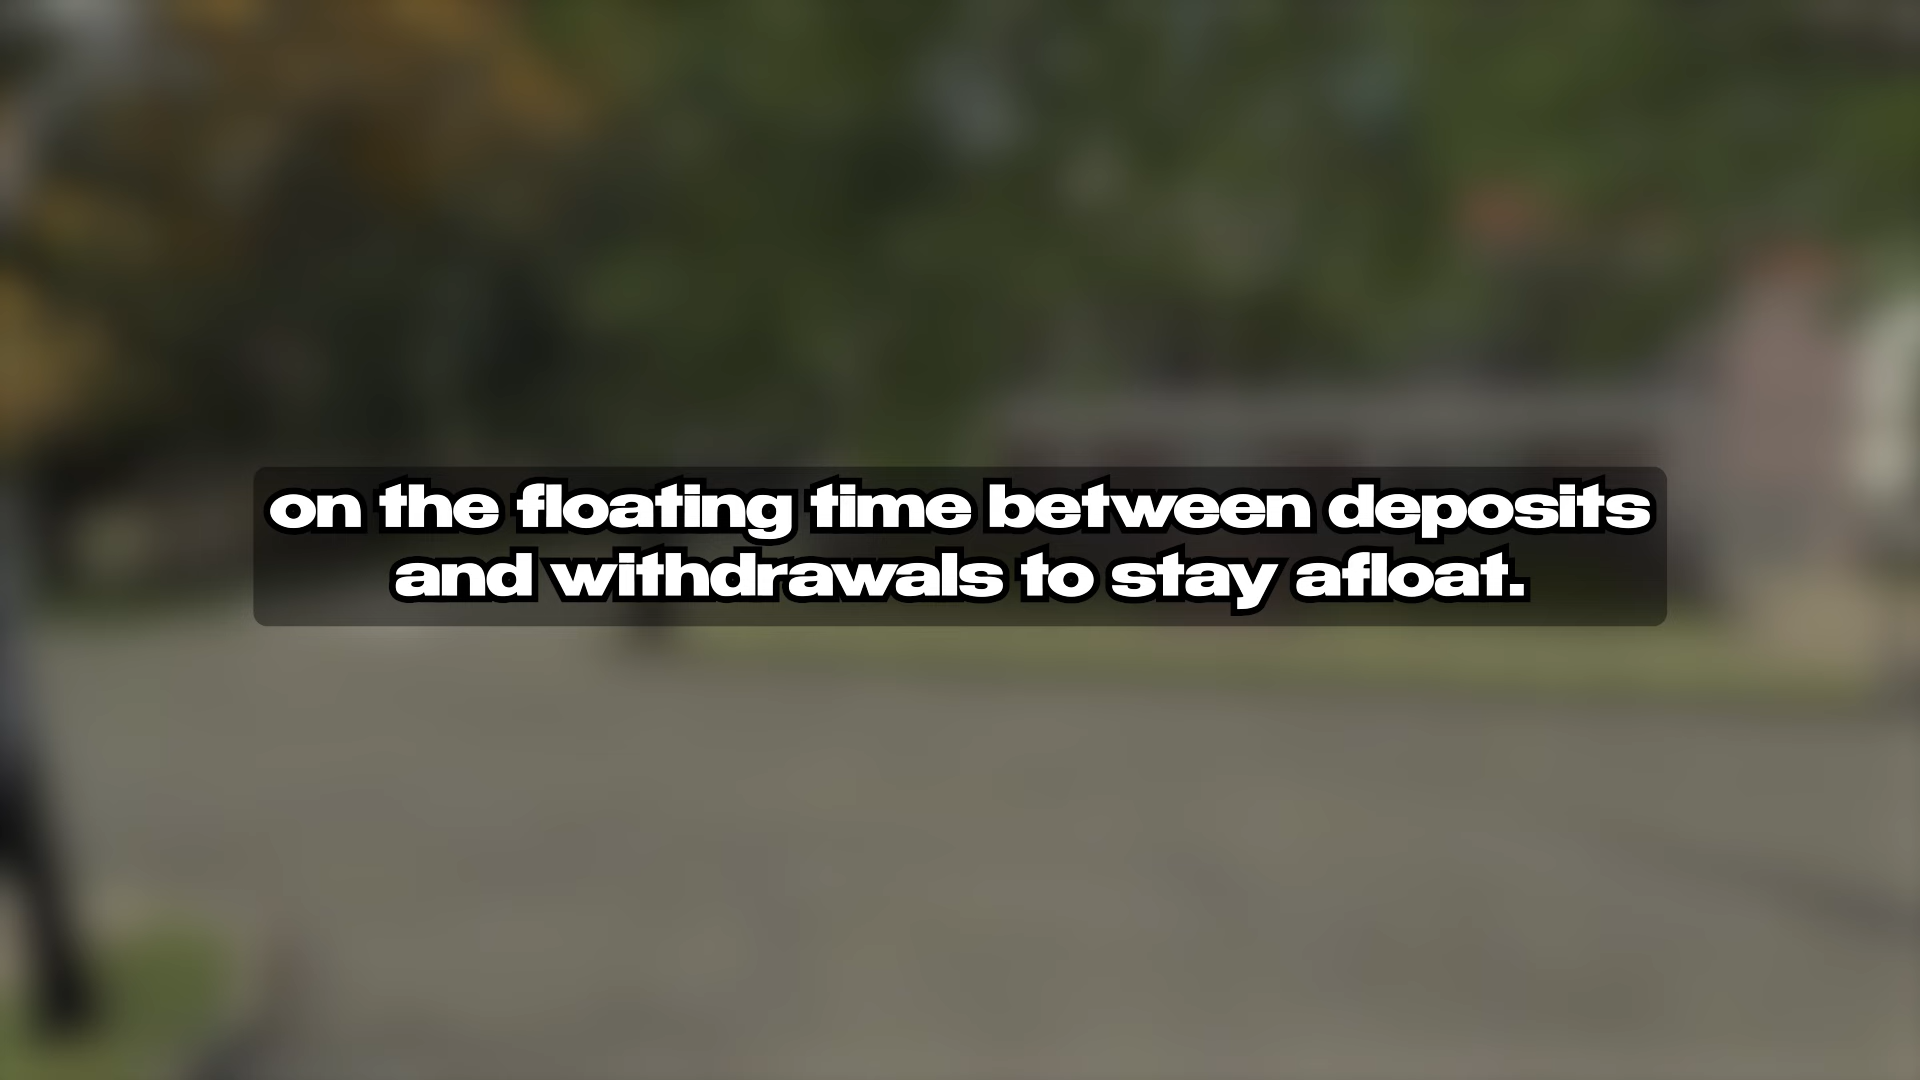 on the floating time between deposits
and withdrawals to stay afloat.